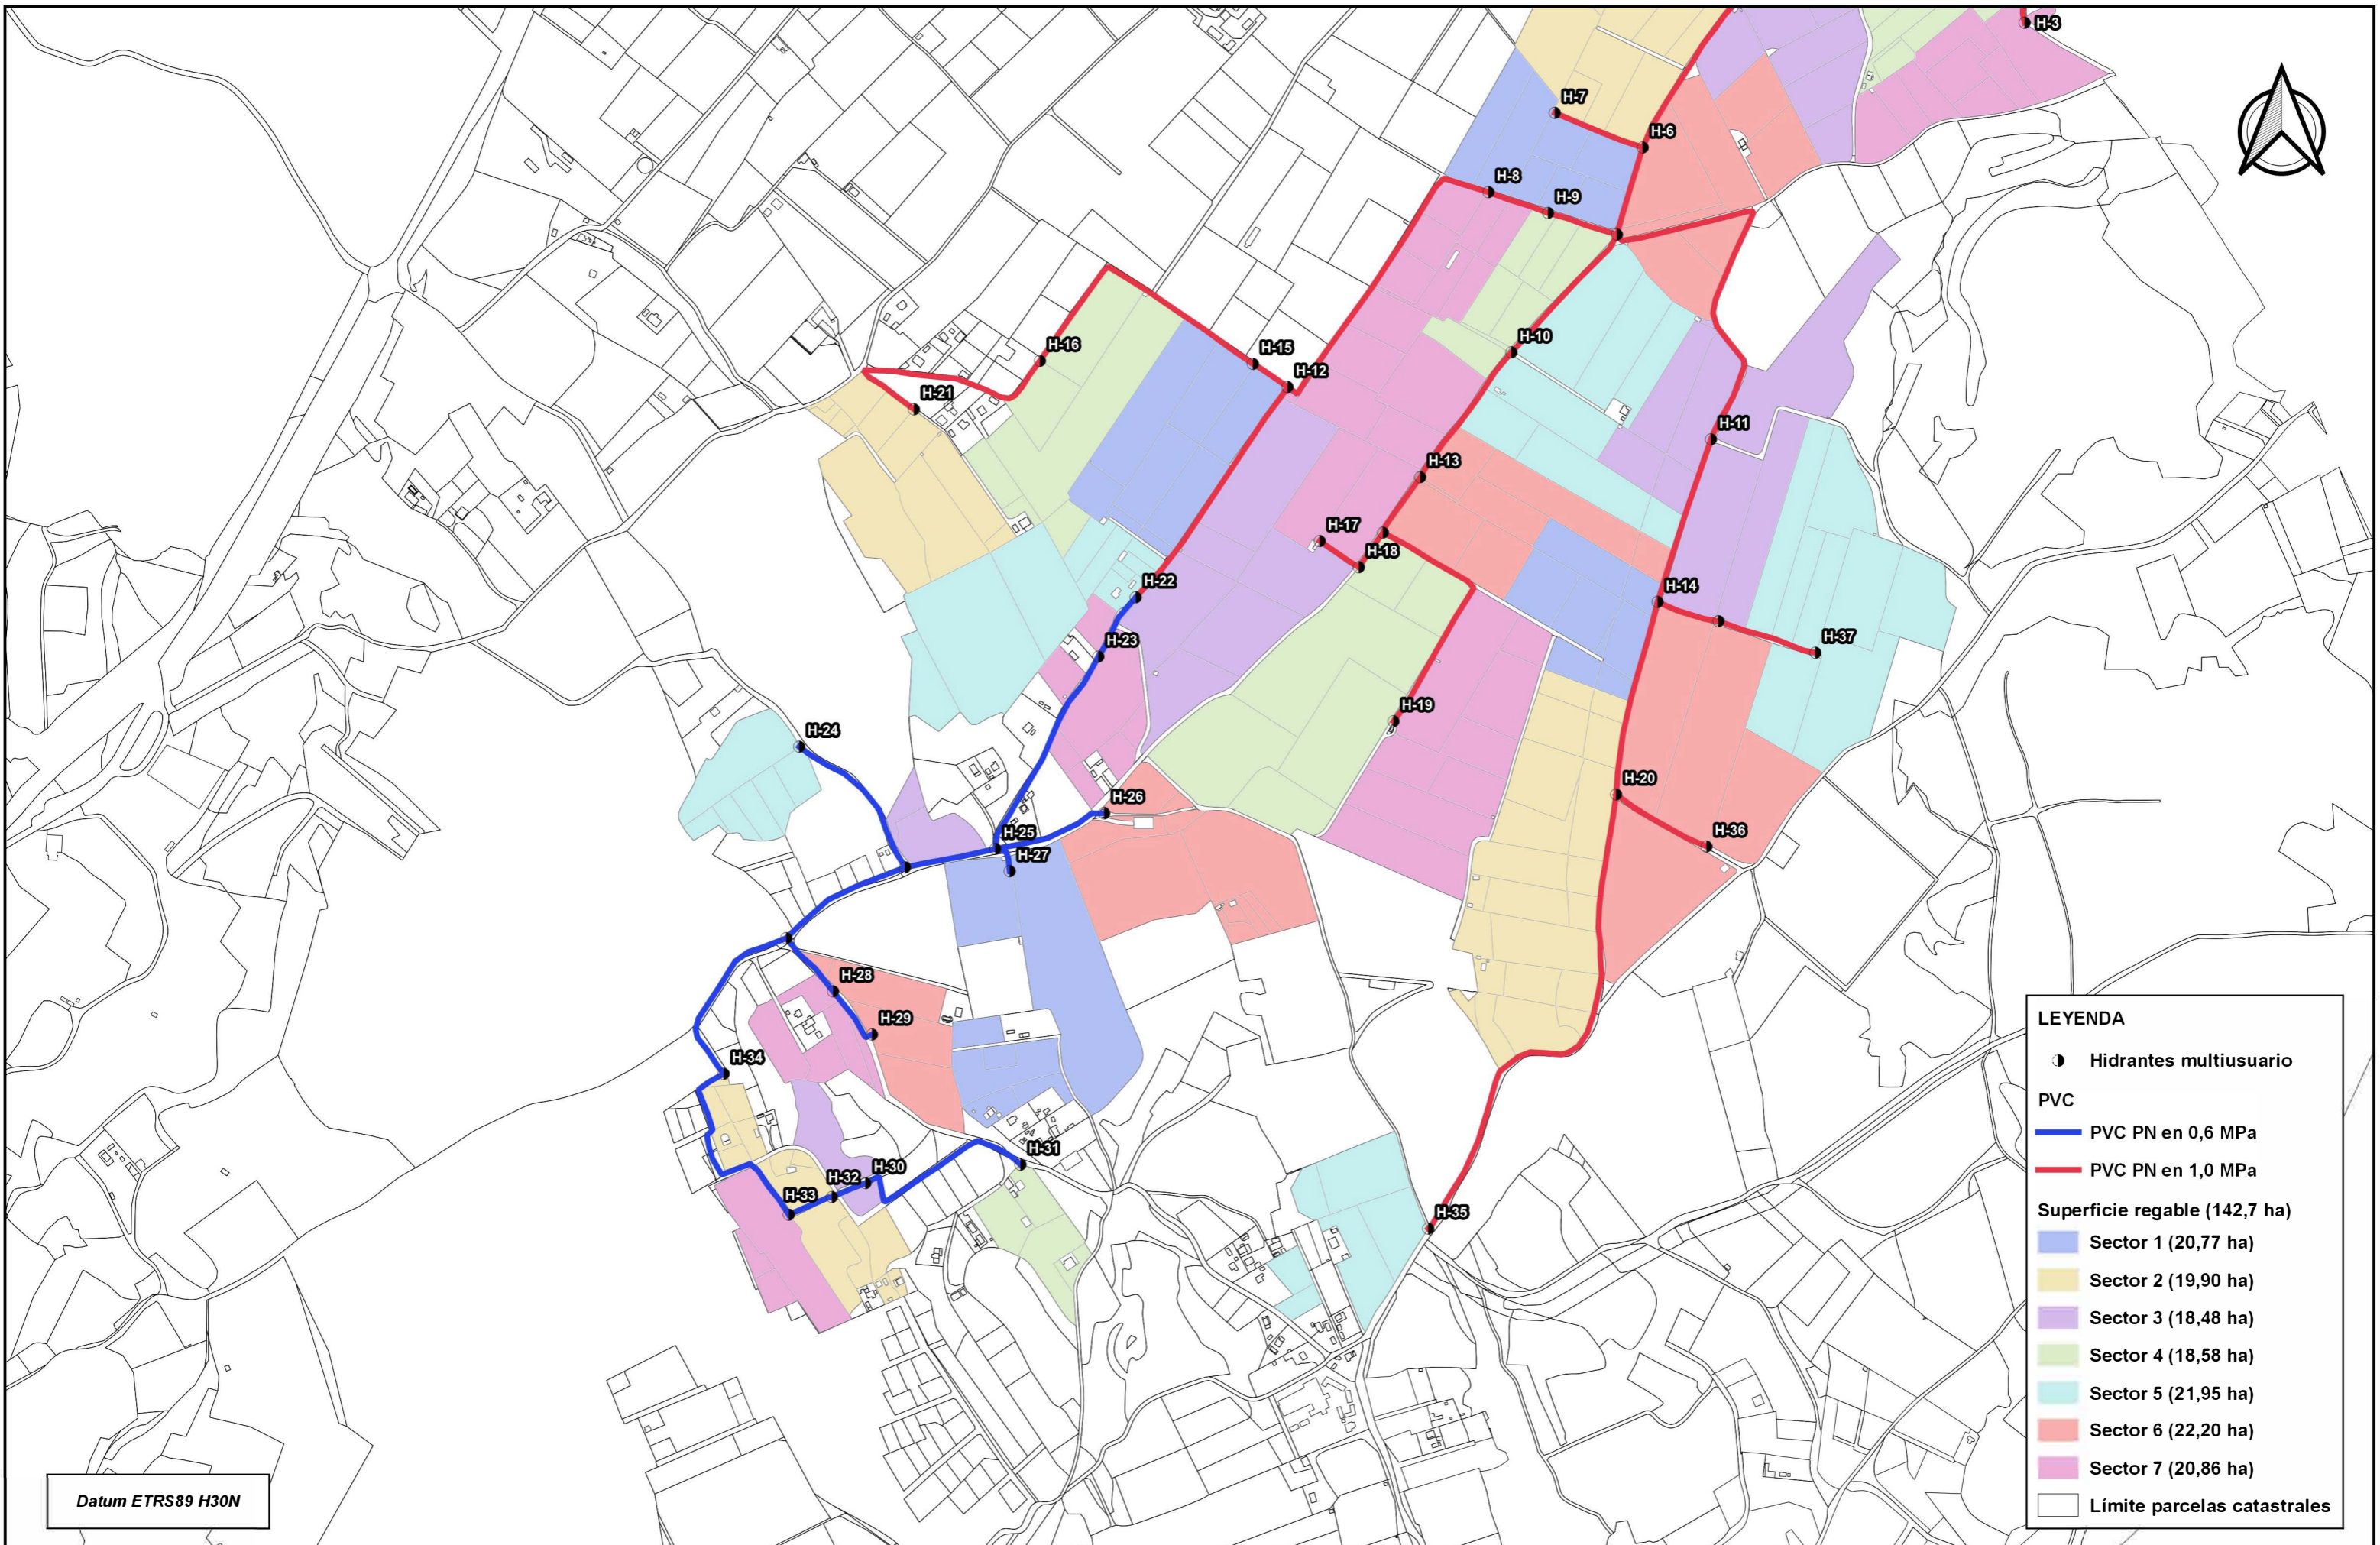 H-3
H-7
H-6
H-8
H-9
H-10
H-16
H-15
H-12
H-21
H-11
H-13
H-17
H-18
H-22
H-14
H-23
H-37
H-19
H-24
H-20
H-26
H-25
H-36
H-27
H-28
H-29
H-34
H-31
H-30
H-32
H-33
H-35
LEYENDA
Hidrantes multiusuario
PVC
PVC PN en 0,6 MPa
PVC PN en 1,0 MPa
Superficie regable (142,7 ha)
Sector 1 (20,77 ha)
Sector 2 (19,90 ha)
Sector 3 (18,48 ha)
Sector 4 (18,58 ha)
Sector 5 (21,95 ha)
Sector 6 (22,20 ha)
Sector 7 (20,86 ha)
Límite parcelas catastrales
Datum ETRS89 H30N